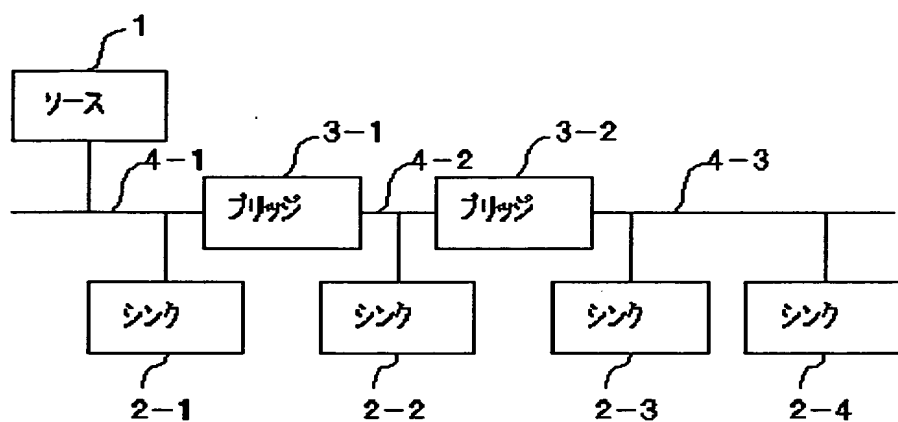 1
ソース
3-1
3-2
4-1
4-2
4-3
ブリッジ
ブリッジ
シンク
シンク
シンク
シンク
2-1
2-2
2-3
2-4